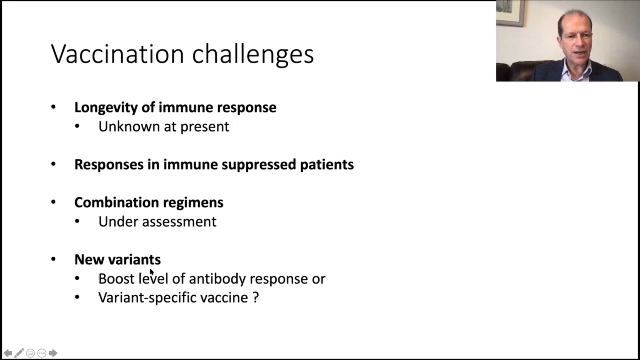 Vaccination challenges
• Longevity of immune response
• Unknown at present
• Responses in immune suppressed patients
• Combination regimens
• Under assessment
• New variants
• Boost level of antibody response or
• Variant-specific vaccine ?